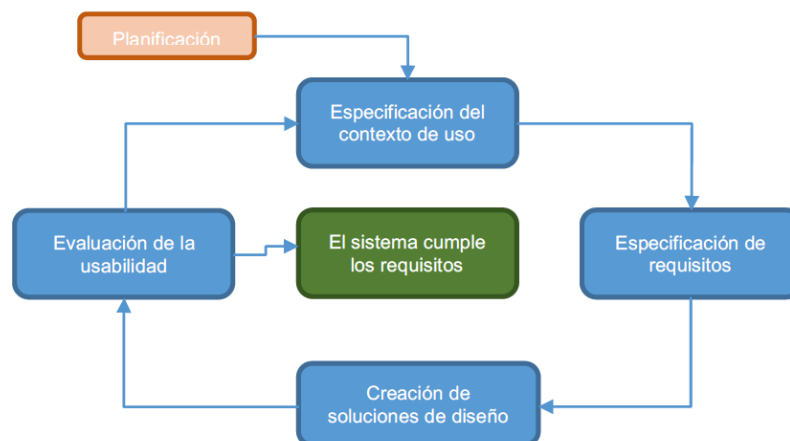 Planificación
Especificación del
contexto de uso
Evaluación de la
usabilidad
El sistema cumple
los requisitos
Especificación de
requisitos
Creación de
soluciones de diseño